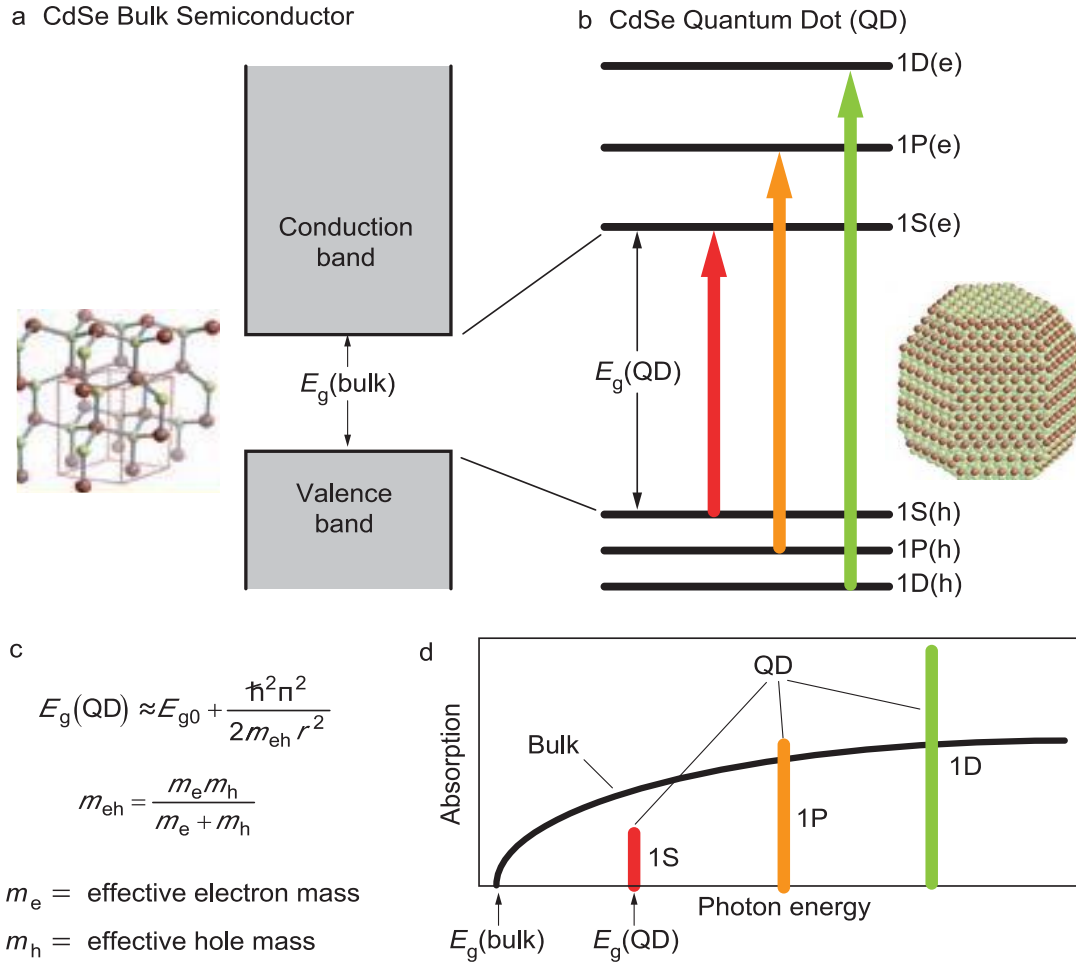 a CdSe Bulk Semiconductor
b CdSe Quantum Dot (QD)
1D(e)
1P(e)
1S(e)
Conduction
band
E_g(bulk)
E_g(QD)
Valence
band
1S(h)
1P(h)
1D(h)
c
E_g(QD) ≈ E_g0 + ħ²π² / 2m_eh r²
m_eh = m_e m_h / m_e + m_h
m_e = effective electron mass
m_h = effective hole mass
d
QD
Bulk
Absorption
1S
1P
1D
Photon energy
E_g(bulk)
E_g(QD)